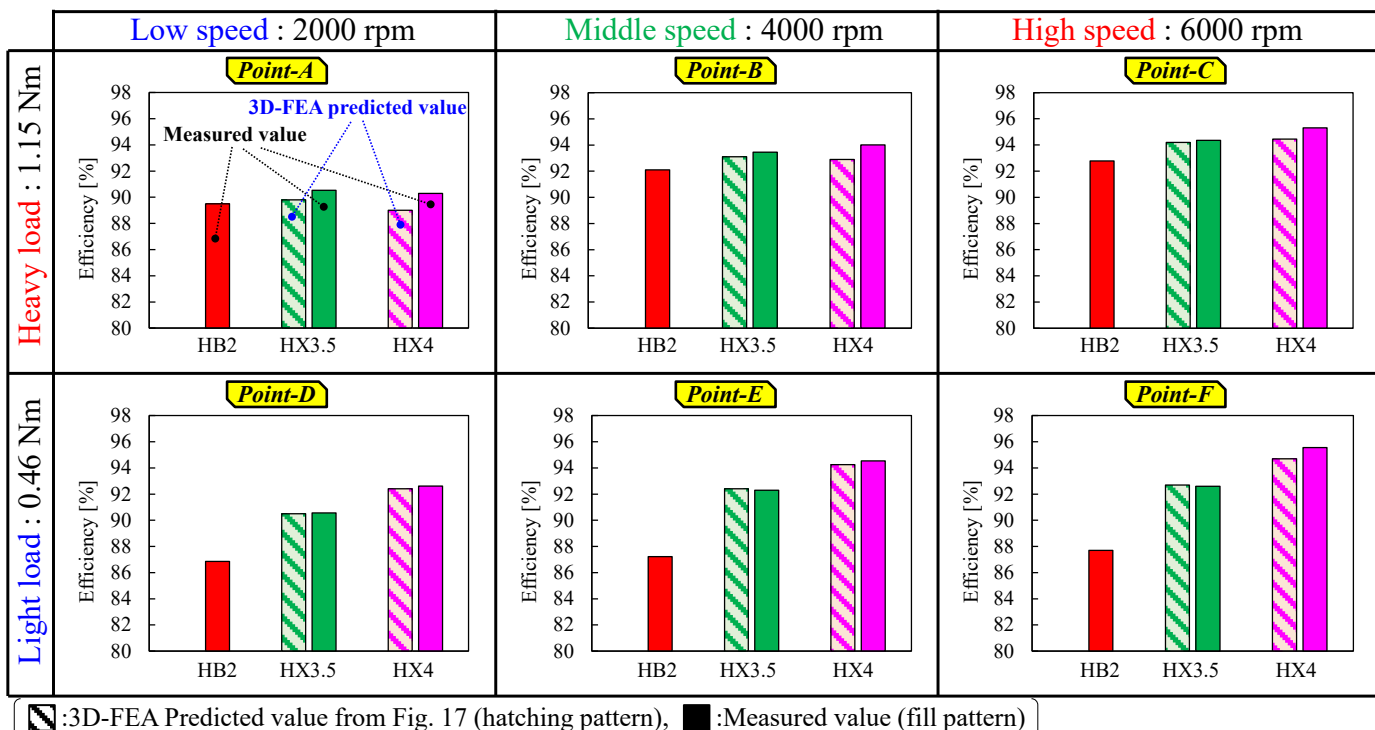 Low speed : 2000 rpm
Middle speed : 4000 rpm
High speed : 6000 rpm
Heavy load : 1.15 Nm
Point-A
Efficiency [%]
98
96
94
92
90
88
86
84
82
80
3D-FEA predicted value
Measured value
HB2 HX3.5 HX4
Point-B
Efficiency [%]
98
96
94
92
90
88
86
84
82
80
HB2 HX3.5 HX4
Point-C
Efficiency [%]
98
96
94
92
90
88
86
84
82
80
HB2 HX3.5 HX4
Light load : 0.46 Nm
Point-D
Efficiency [%]
98
96
94
92
90
88
86
84
82
80
HB2 HX3.5 HX4
Point-E
Efficiency [%]
98
96
94
92
90
88
86
84
82
80
HB2 HX3.5 HX4
Point-F
Efficiency [%]
98
96
94
92
90
88
86
84
82
80
HB2 HX3.5 HX4
:3D-FEA Predicted value from Fig. 17 (hatching pattern), :Measured value (fill pattern)